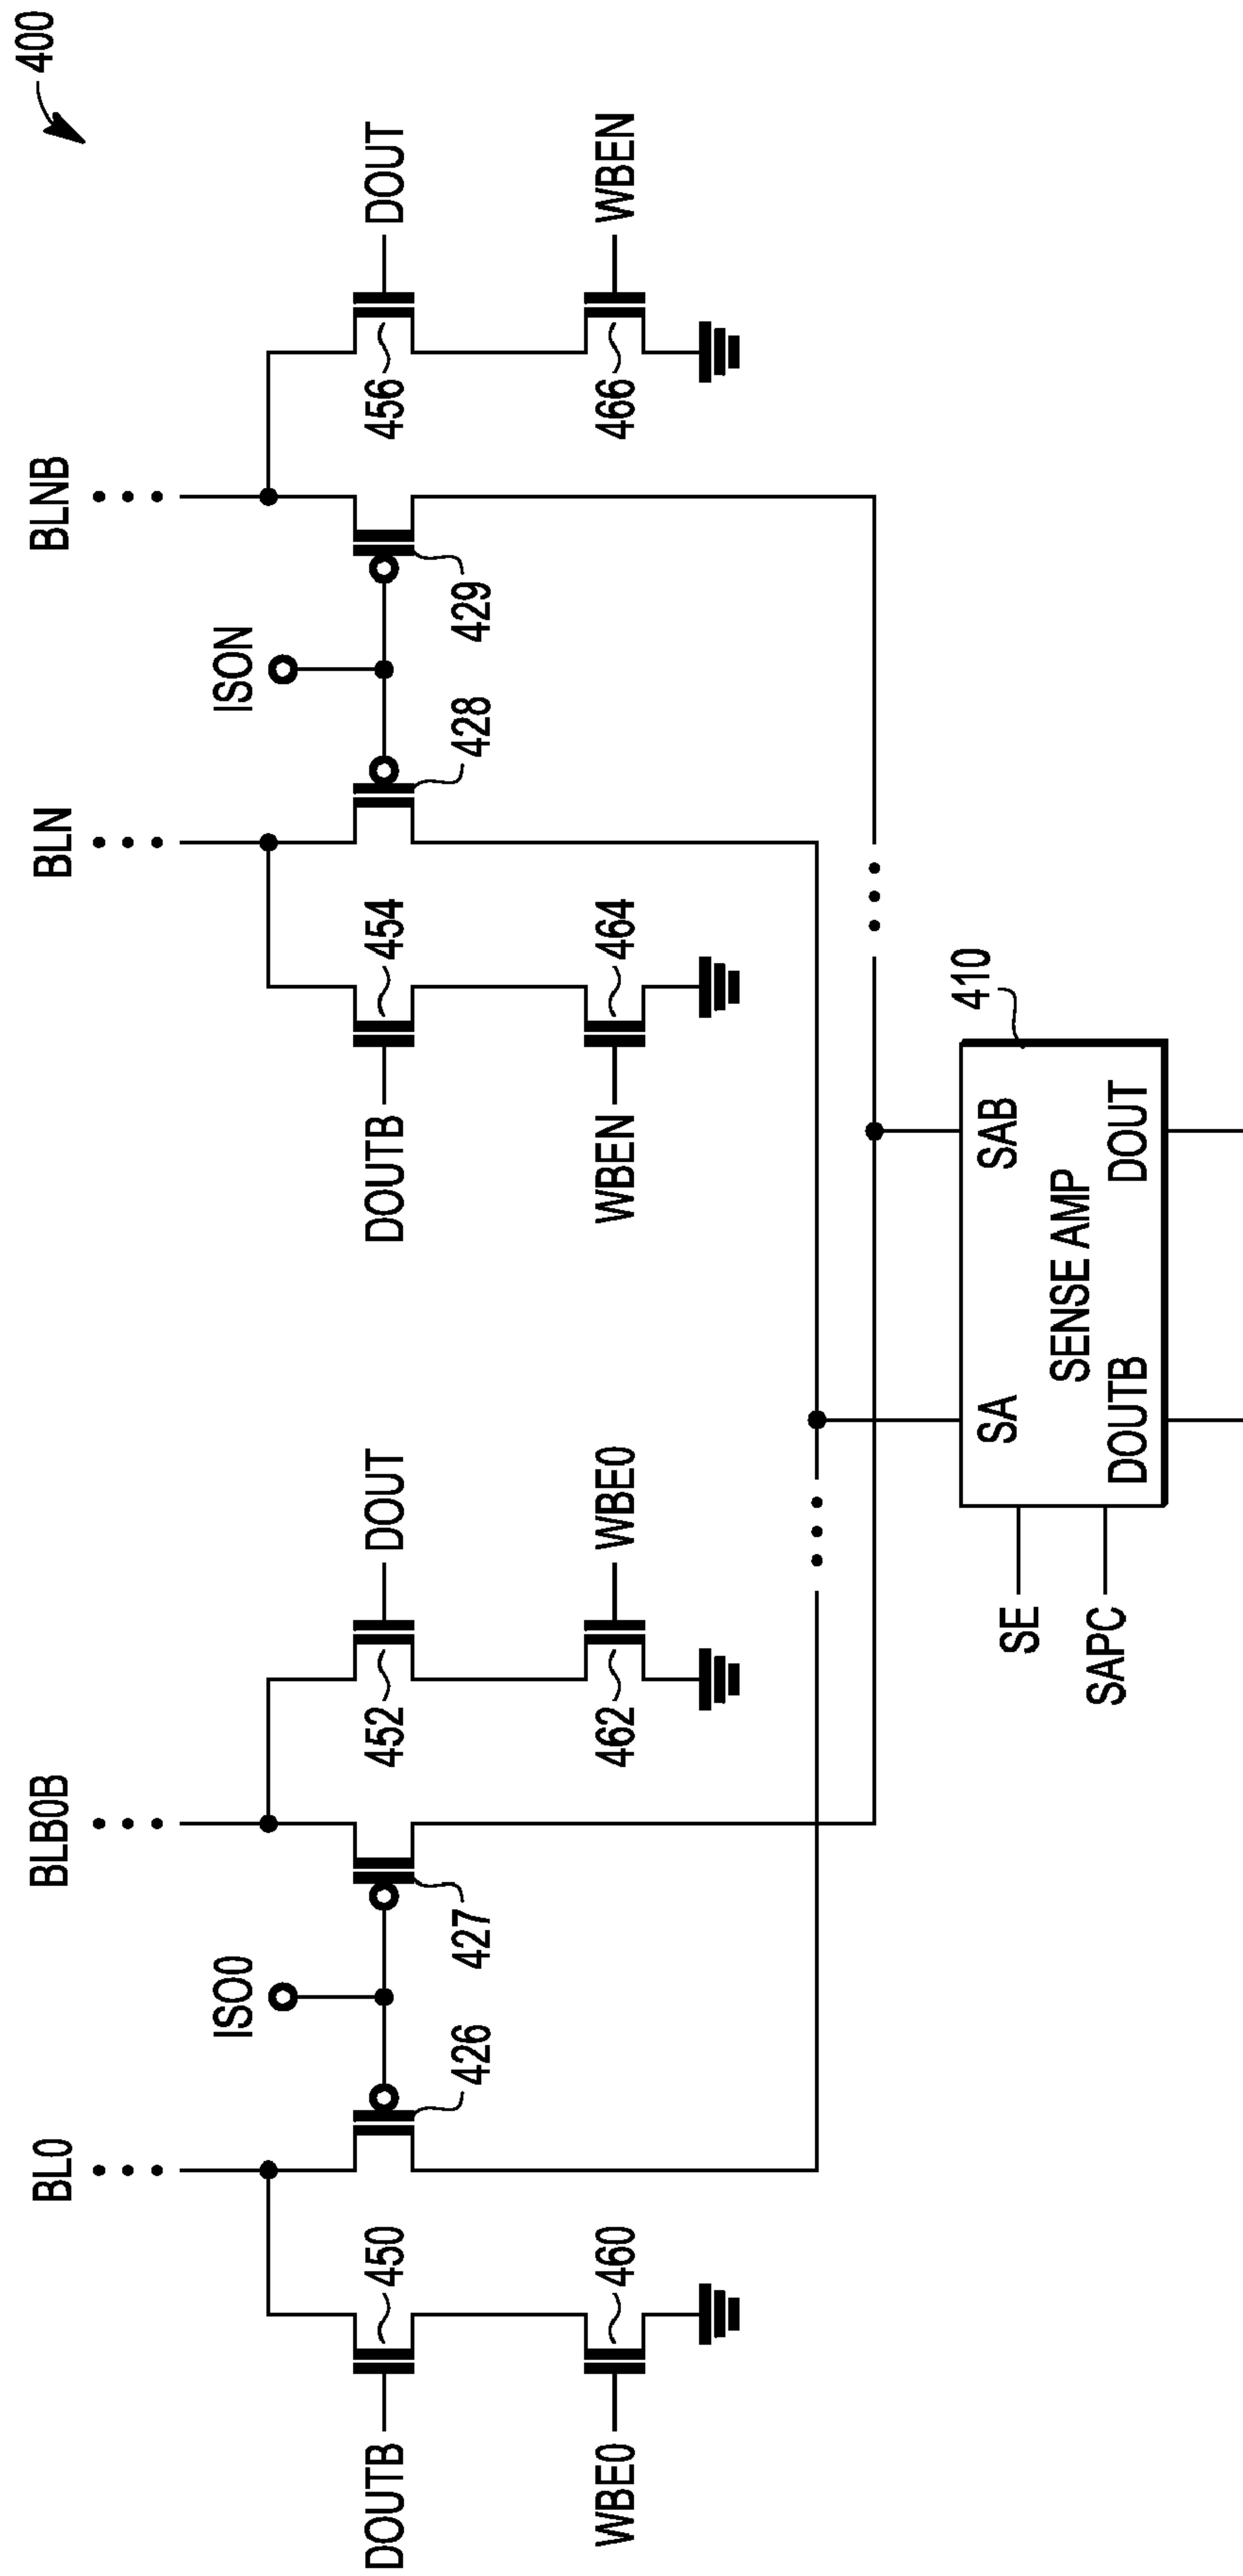 400
BL0
BLB0B
BLN
BLNB
ISO0
ISON
DOUTB
450
426
427
452
DOUT
DOUTB
454
428
429
456
DOUT
WBE0
460
462
WBE0
WBEN
464
466
WBEN
410
SE
SAPC
SA
SAB
SENSE AMP
DOUTB
DOUT